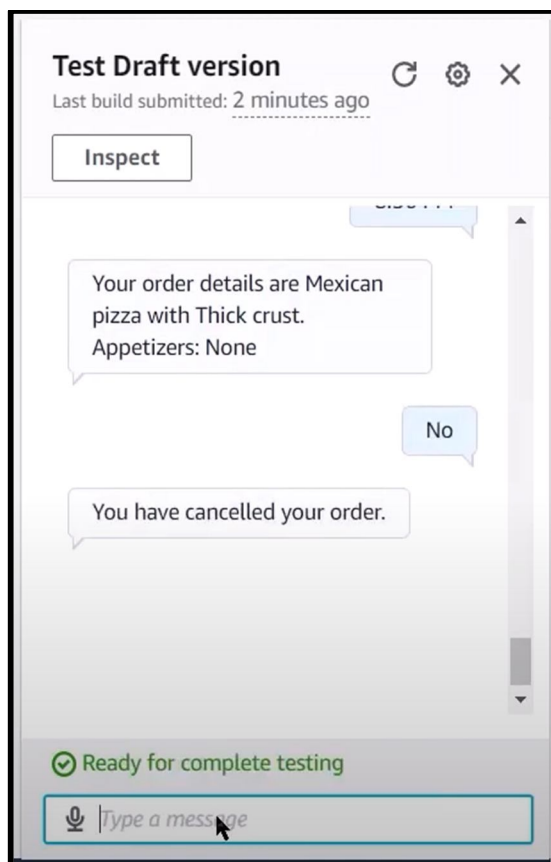 Test Draft version
Last build submitted: 2 minutes ago
Inspect
Your order details are Mexican
pizza with Thick crust.
Appetizers: None
No
You have cancelled your order.
Ready for complete testing
Type a message